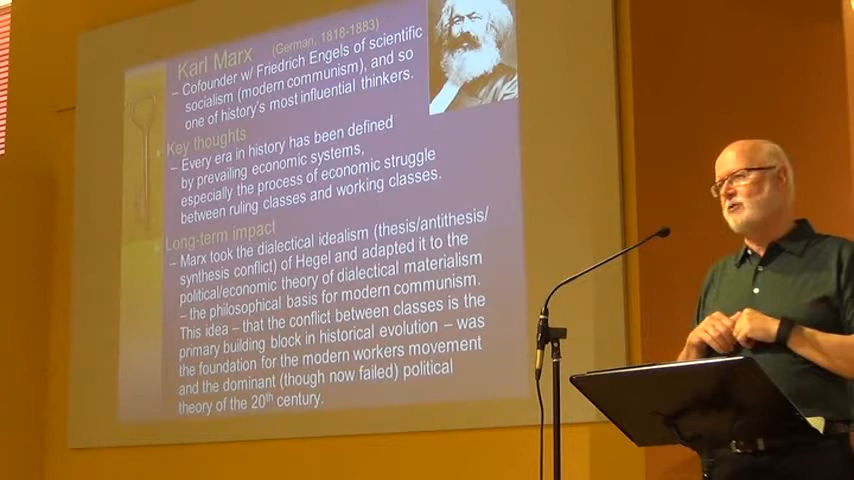 Karl Marx (German, 1818-1883)
– Cofounder w/ Friedrich Engels of scientific
socialism (modern communism), and so
one of history's most influential thinkers.
Key thoughts
– Every era in history has been defined
by prevailing economic systems,
especially the process of economic struggle
between ruling classes and working classes.
Long-term impact
– Marx took the dialectical idealism (thesis/antithesis/
synthesis conflict) of Hegel and adapted it to the
political/economic theory of dialectical materialism
– the philosophical basis for modern communism.
This idea – that the conflict between classes is the
primary building block in historical evolution – was
the foundation for the modern workers movement
and the dominant (though now failed) political
theory of the 20th century.